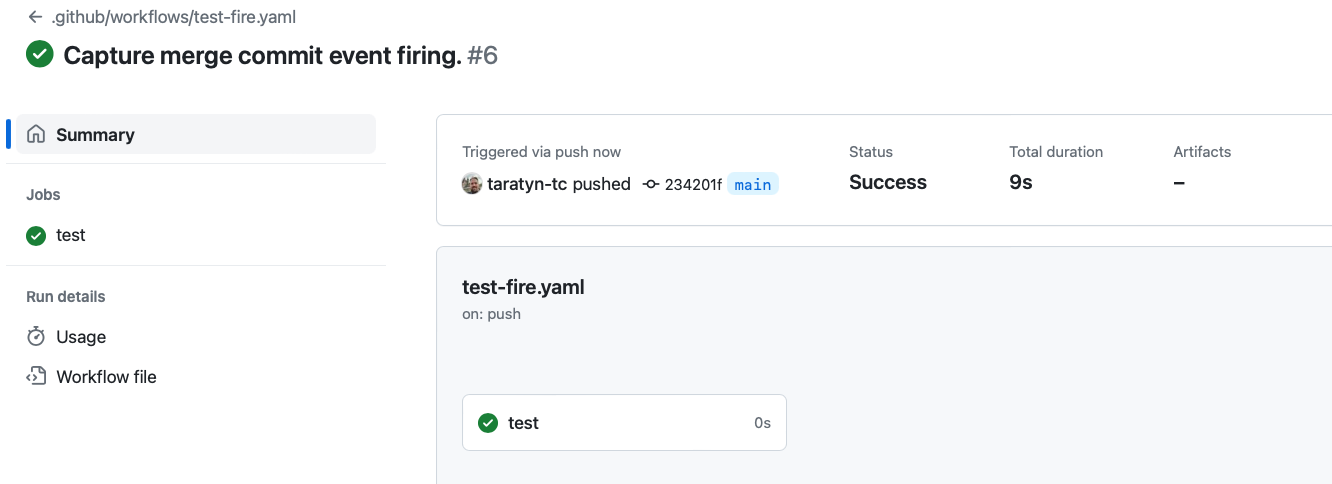 .github/workflows/test-fire.yaml
Capture merge commit event firing. #6
Summary
Jobs
test
Run details
Usage
Workflow file
Triggered via push now
taratyn-tc pushed 234201f main
Status
Success
Total duration
9s
Artifacts
–
test-fire.yaml
on: push
test 0s